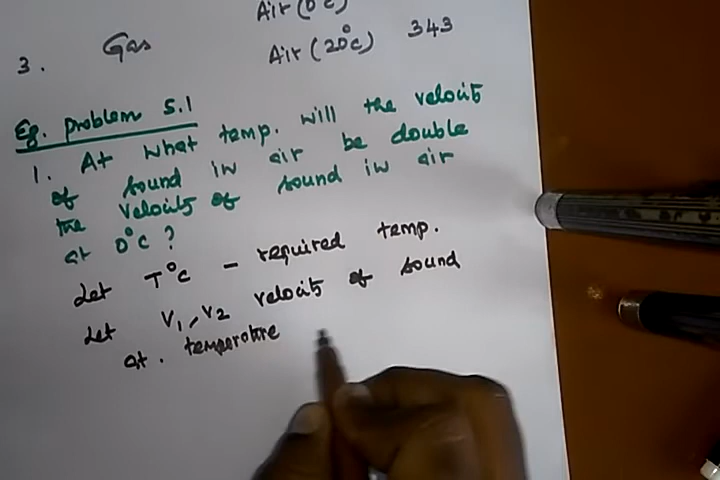 Air (0°C)
3. Gas Air (20°C) 343
Eg. problem 5.1
1. At what temp. will the velocity
of sound in air be double
the velocity of sound in air
at 0°C?
Let T°C - required temp.
Let V1, V2 velocity of sound
at. temperature